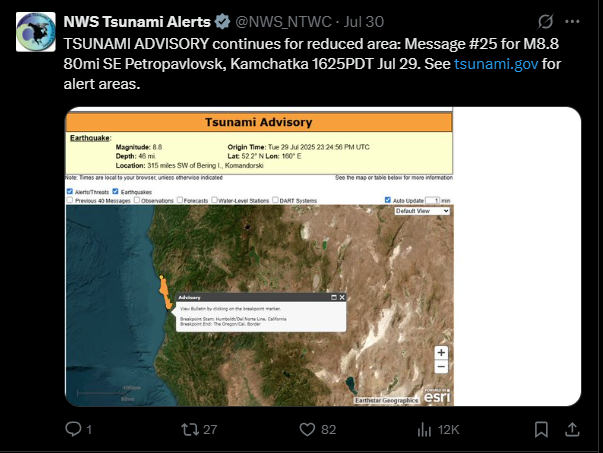 NWS Tsunami Alerts @NWS_NTWC · Jul 30
TSUNAMI ADVISORY continues for reduced area: Message #25 for M8.8
80mi SE Petropavlovsk, Kamchatka 1625PDT Jul 29. See tsunami.gov for
alert areas.
Tsunami Advisory
Earthquake:
Magnitude: 8.8 Origin Time: Tue 29 Jul 2025 23:24:56 PM UTC
Depth: 46 mi. Lat: 52.2° N Lon: 160° E
Location: 315 miles SW of Bering I., Komandorski
Note: Times are local to your browser, unless otherwise indicated See the map or table below for more information
Alerts/Threats Earthquakes
Previous 40 Messages Observations Forecasts Water-Level Stations DART Systems Auto Update 1 min
Default View
Advisory
View Bulletin by clicking on the breakpoint marker.
Breakpoint Start: Humboldt/Del Norte Line, California
Breakpoint End: The Oregon/Cal. Border
+
−
POWERED BY
esri
Earthstar Geographics
1 27 82 12K